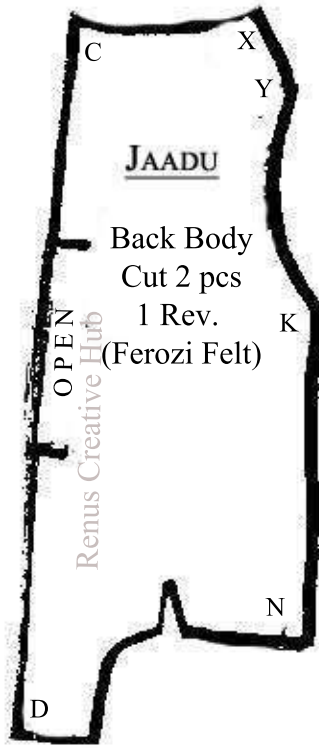 C
X
Y
JAADU
Back Body
Cut 2 pcs
1 Rev.
(Ferozi Felt)
K
OPEN
Renus Creative Hub
N
D